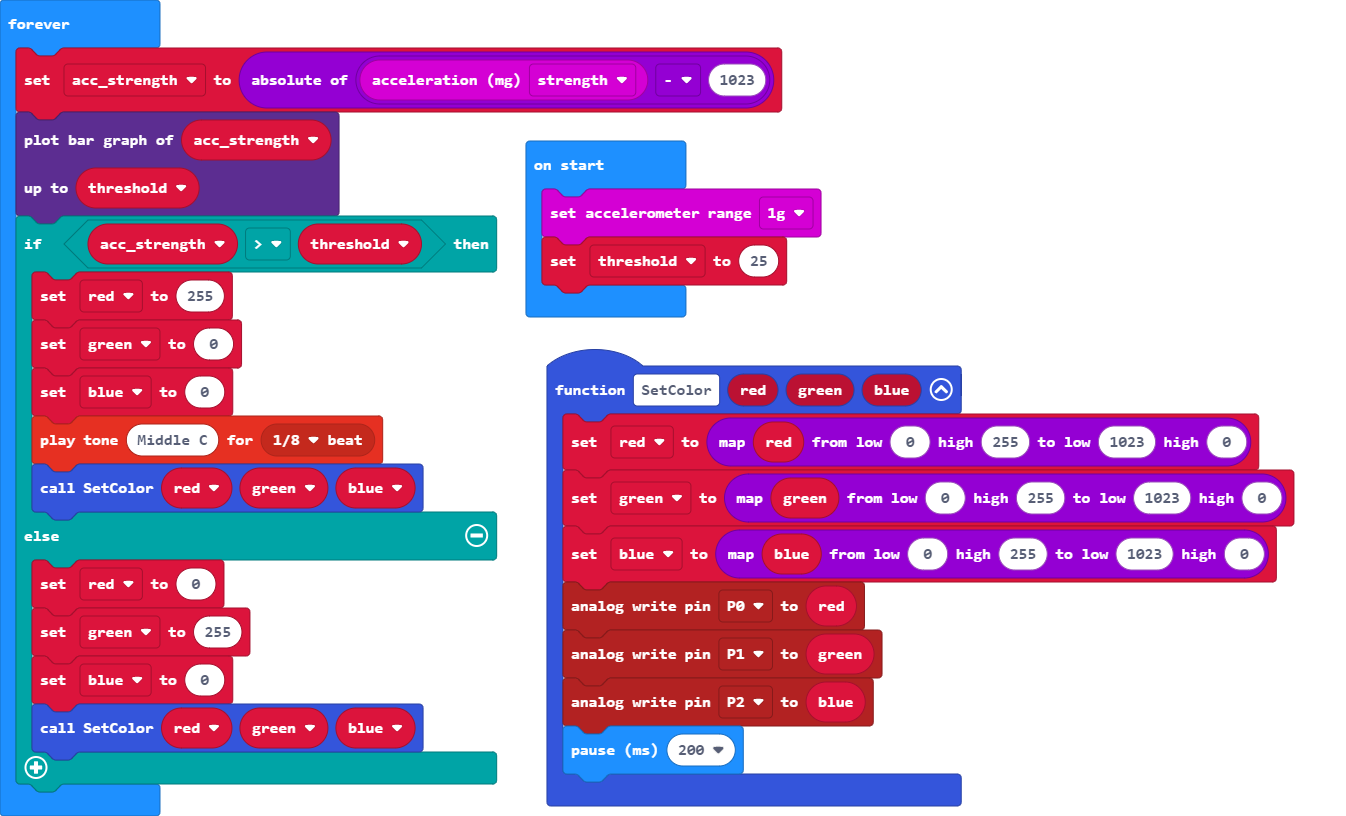 forever
set acc_strength to absolute of acceleration (mg) strength - 1023
plot bar graph of acc_strength
up to threshold
if acc_strength > threshold then
set red to 255
set green to 0
set blue to 0
play tone Middle C for 1/8 beat
call SetColor red green blue
else
set red to 0
set green to 255
set blue to 0
call SetColor red green blue
on start
set accelerometer range 1g
set threshold to 25
function SetColor red green blue
set red to map red from low 0 high 255 to low 1023 high 0
set green to map green from low 0 high 255 to low 1023 high 0
set blue to map blue from low 0 high 255 to low 1023 high 0
analog write pin P0 to red
analog write pin P1 to green
analog write pin P2 to blue
pause (ms) 200